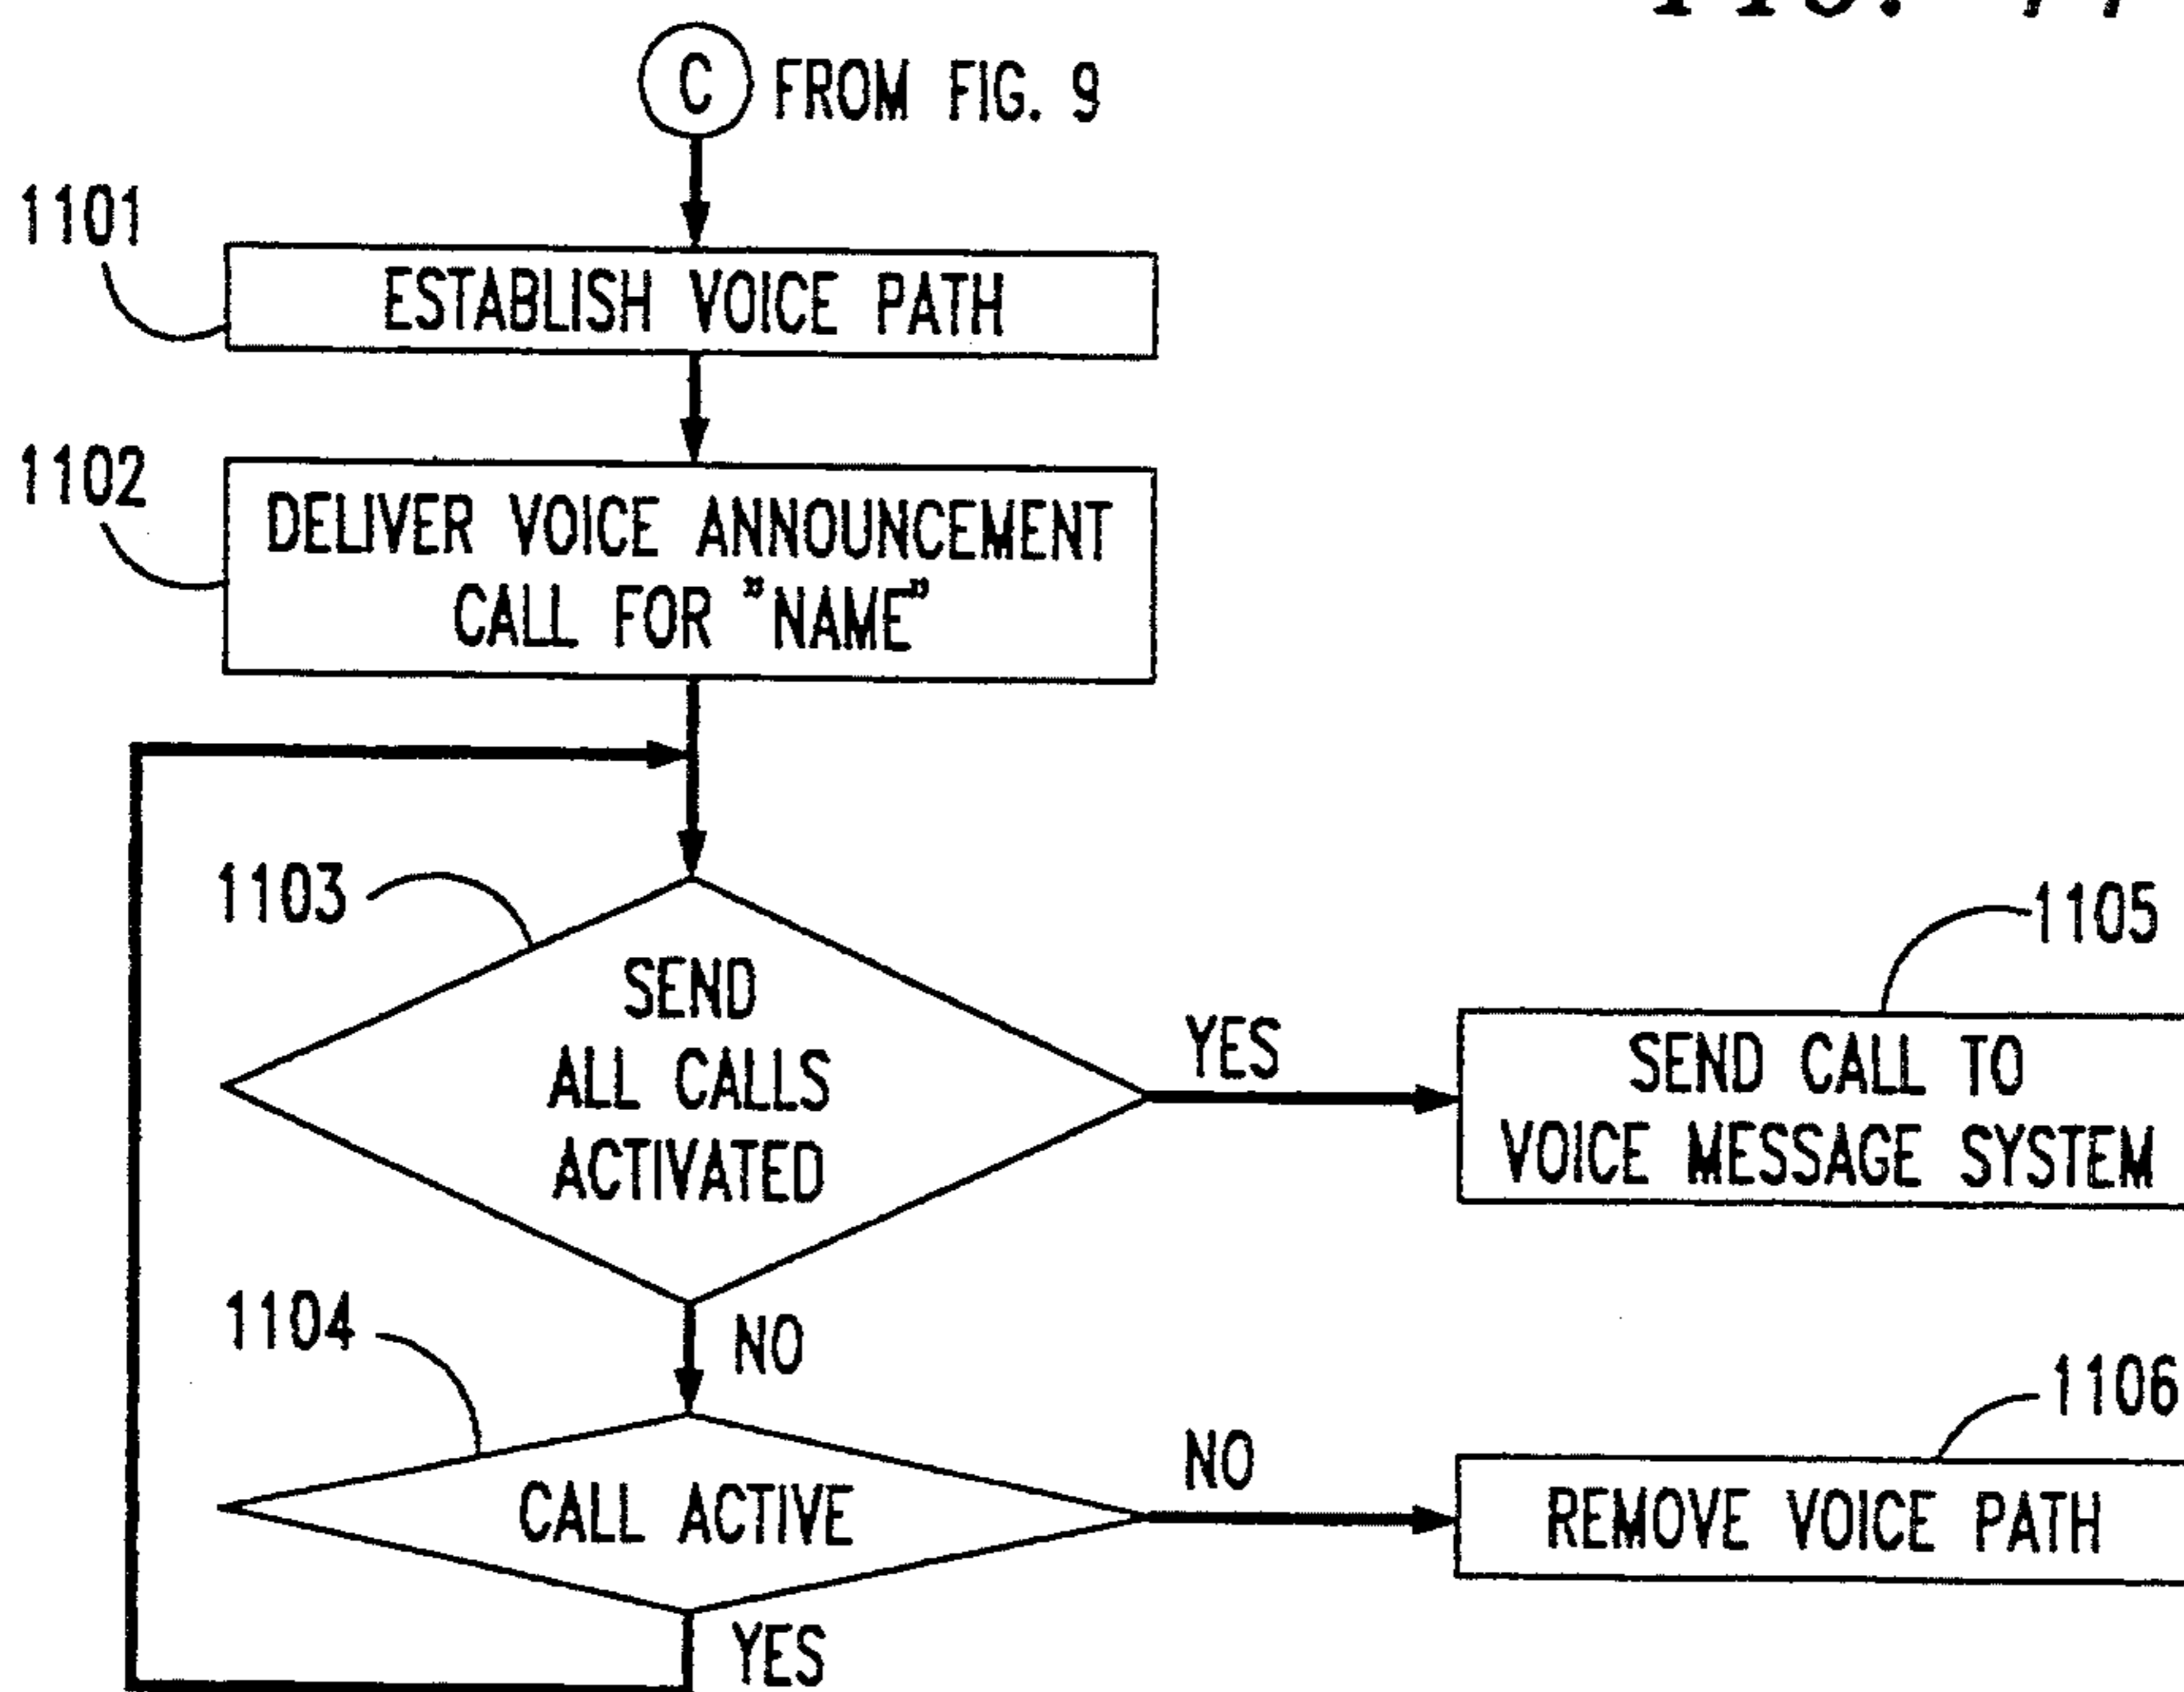 C FROM FIG. 9
1101
ESTABLISH VOICE PATH
1102
DELIVER VOICE ANNOUNCEMENT
CALL FOR "NAME"
1103
SEND
ALL CALLS
ACTIVATED
YES
1105
SEND CALL TO
VOICE MESSAGE SYSTEM
NO
1104
CALL ACTIVE
NO
1106
REMOVE VOICE PATH
YES